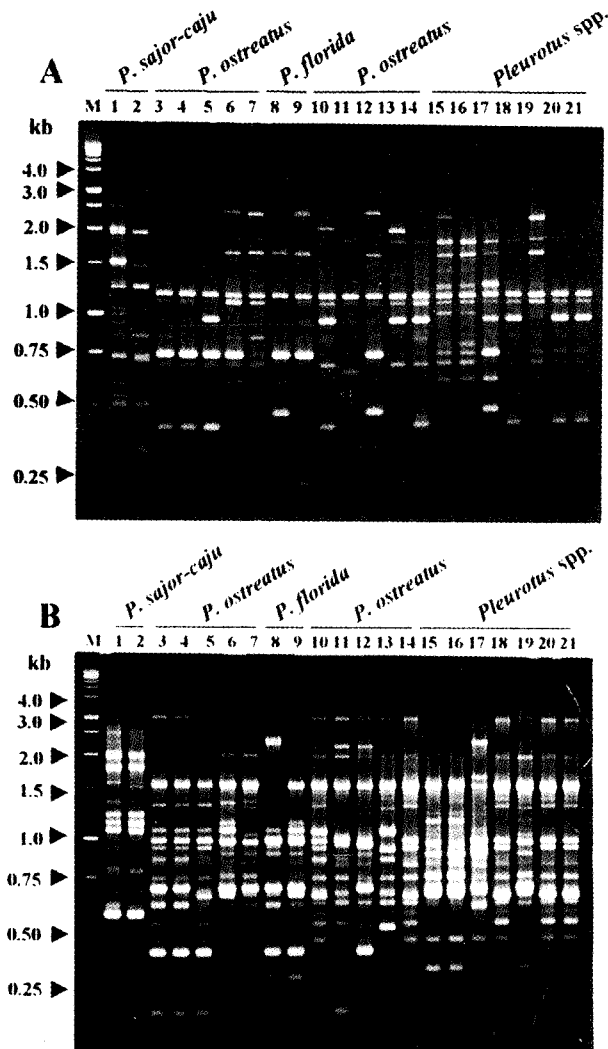 A
P. sajor-caju
P. ostreatus
P. florida
P. ostreatus
Pleurotus spp.
M 1 2 3 4 5 6 7 8 9 10 11 12 13 14 15 16 17 18 19 20 21
kb
4.0
3.0
2.0
1.5
1.0
0.75
0.50
0.25
B
P. sajor-caju
P. ostreatus
P. florida
P. ostreatus
Pleurotus spp.
M 1 2 3 4 5 6 7 8 9 10 11 12 13 14 15 16 17 18 19 20 21
kb
4.0
3.0
2.0
1.5
1.0
0.75
0.50
0.25